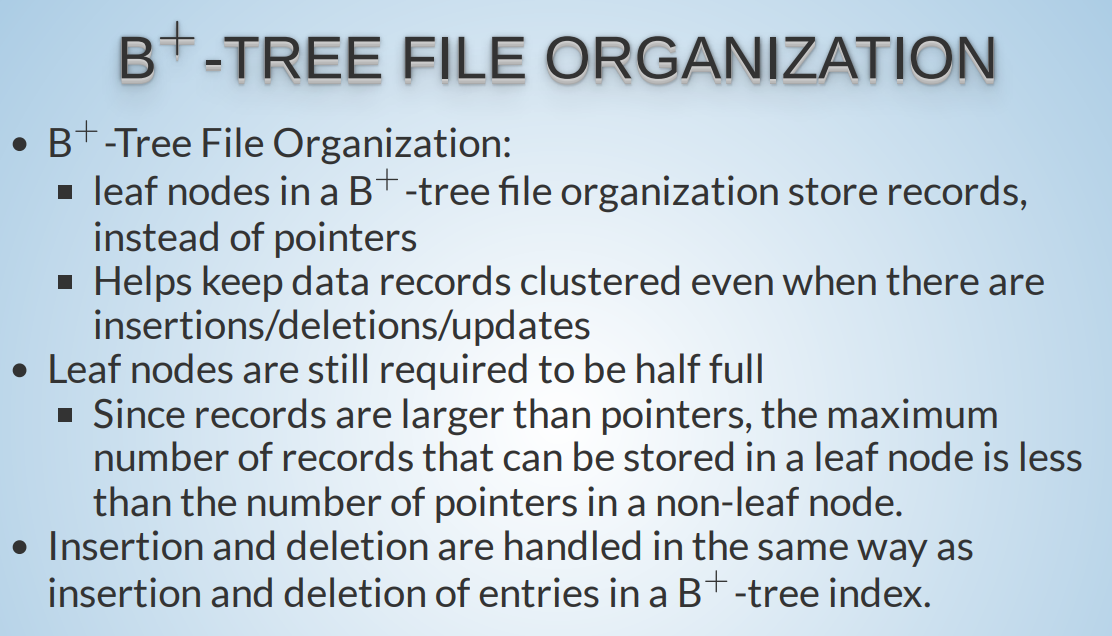 B⁺-TREE FILE ORGANIZATION
• B⁺-Tree File Organization:
▪ leaf nodes in a B⁺-tree file organization store records,
instead of pointers
▪ Helps keep data records clustered even when there are
insertions/deletions/updates
• Leaf nodes are still required to be half full
▪ Since records are larger than pointers, the maximum
number of records that can be stored in a leaf node is less
than the number of pointers in a non-leaf node.
• Insertion and deletion are handled in the same way as
insertion and deletion of entries in a B⁺-tree index.